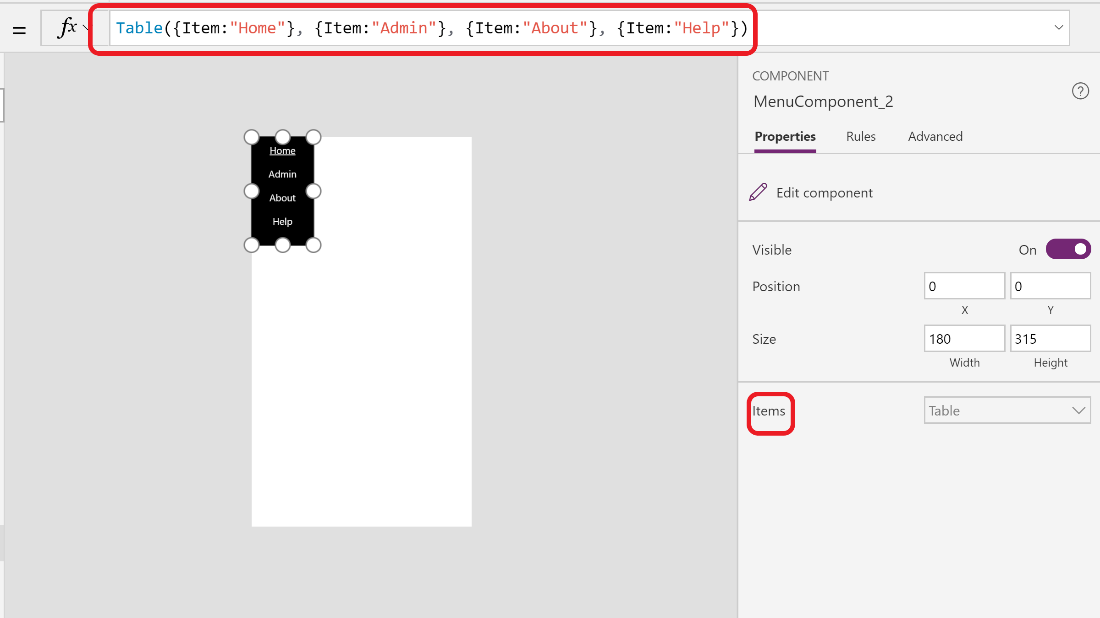 = fx Table({Item:"Home"}, {Item:"Admin"}, {Item:"About"}, {Item:"Help"})
Home
Admin
About
Help
COMPONENT
MenuComponent_2
?
Properties Rules Advanced
Edit component
Visible On
Position 0 0
X Y
Size 180 315
Width Height
Items Table